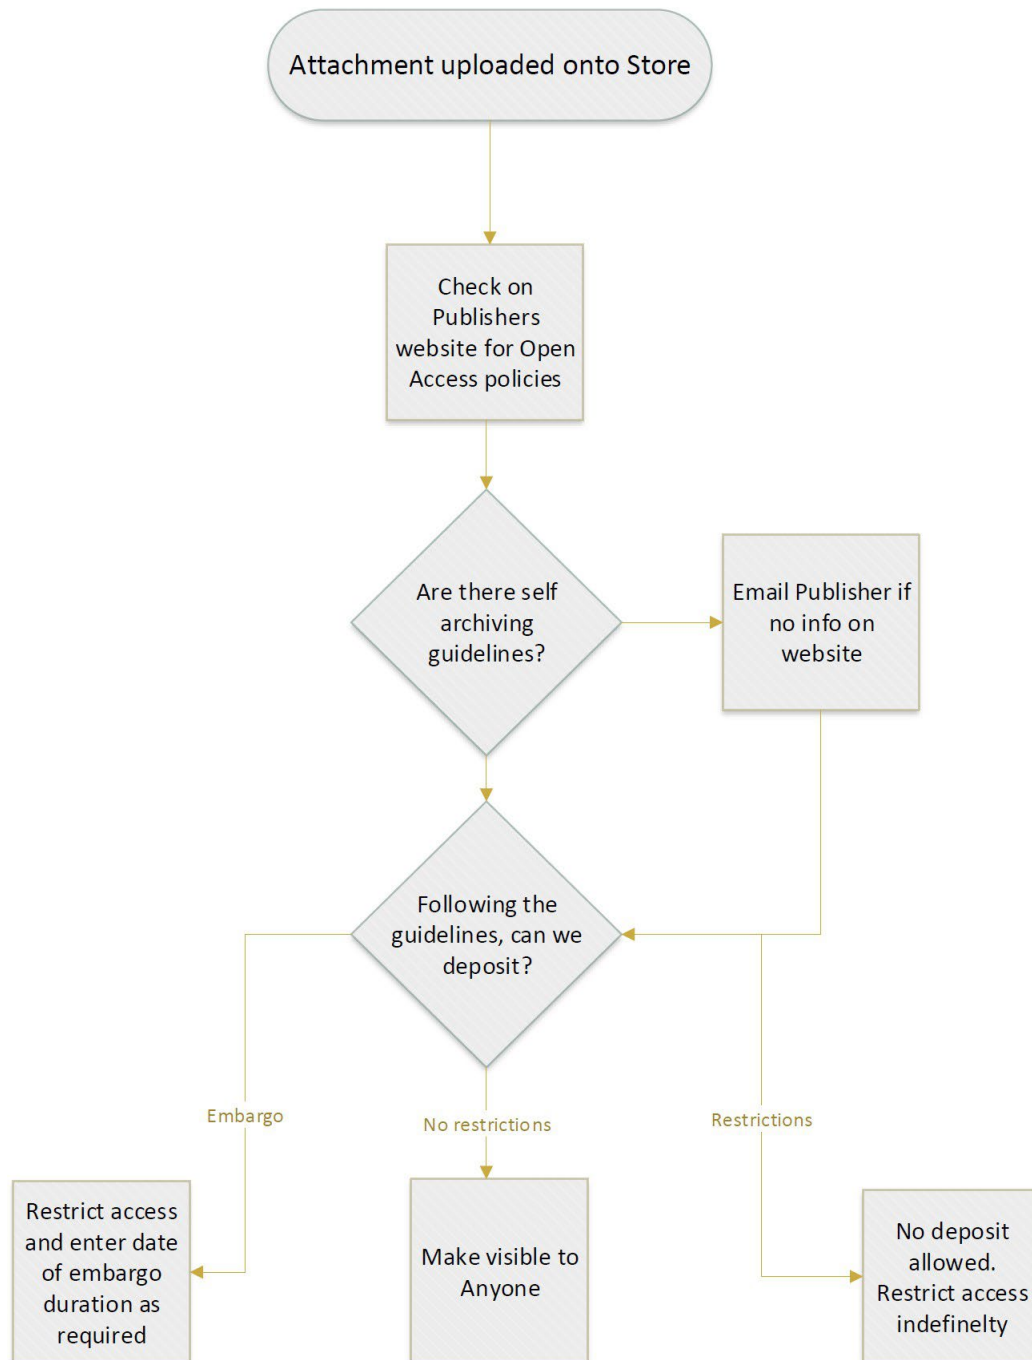 Attachment uploaded onto Store
Check on
Publishers
website for Open
Access policies
Are there self
archiving
guidelines?
Email Publisher if
no info on
website
Following the
guidelines, can we
deposit?
Embargo
No restrictions
Restrictions
Restrict access
and enter date
of embargo
duration as
required
Make visible to
Anyone
No deposit
allowed.
Restrict access
indefinelty